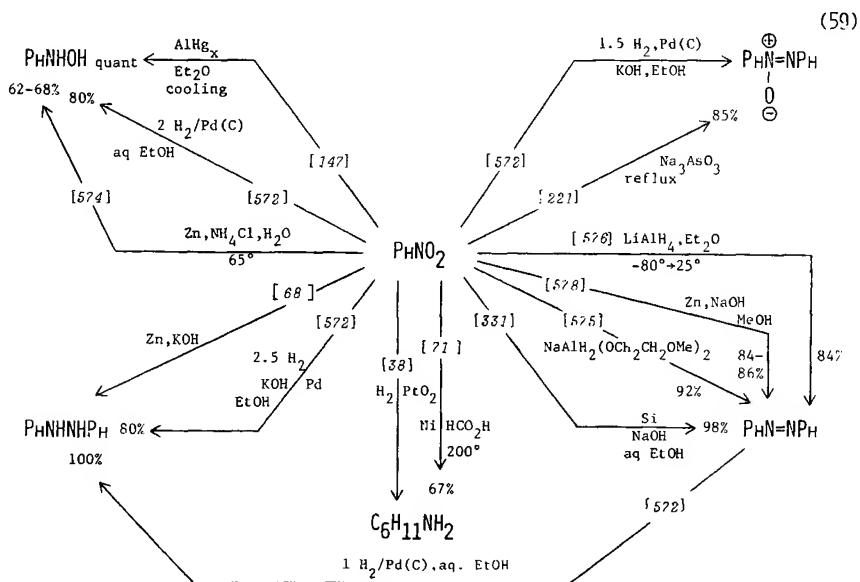 (59)
PHNHOH quant
62-68%
80%
AlHgₓ
Et₂O
cooling
2 H₂/Pd(C)
aq EtOH
[147]
[572]
[574]
Zn,NH₄Cl,H₂O
65°
1.5 H₂,Pd(C)
KOH,EtOH
⊕
PHN=NPH
O
⊖
85%
[572]
Na₃AsO₃
reflux
[221]
PHNO₂
[576] LiAlH₄,Et₂O
-80°→25°
[578]
Zn,NaOH
MeOH
[575]
NaAlH₂(OCH₂CH₂OMe)₂
84-
86%
84%
92%
[68]
Zn,KOH
[572]
2.5 H₂
KOH Pd
EtOH
[38]
H₂ PtO₂
[71]
Ni HCO₂H
200°
67%
[331]
Si
NaOH
aq EtOH
98%
PHN=NPH
PHNHNHPH 80%
100%
C₆H₁₁NH₂
[572]
1 H₂/Pd(C),aq. EtOH